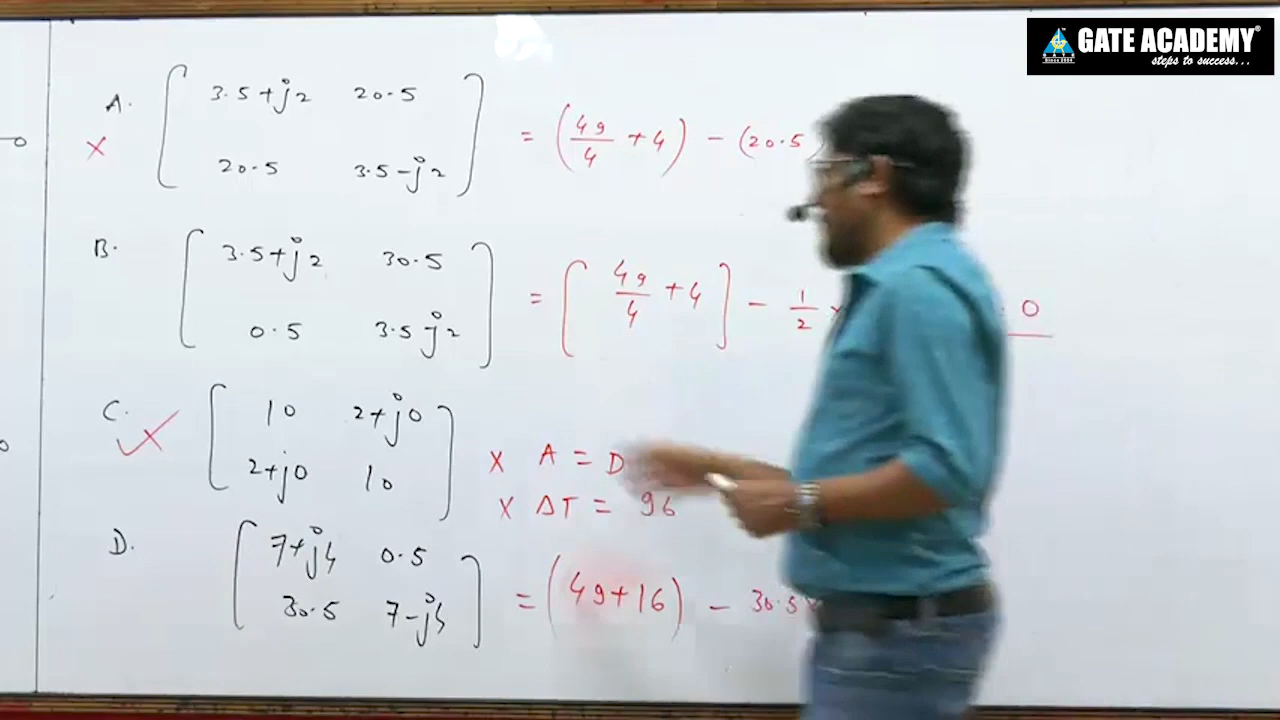 GATE ACADEMY®
steps to success...
A. [ 3.5+j2 20.5 ] = (49/4 + 4) - (20.5
× [ 20.5 3.5-j2 ]
B. [ 3.5+j2 30.5 ] = [ 49/4 + 4 ] - 1/2 × 0
[ 0.5 3.5 j2 ]
C. [ 10 2+j0 ]
[ 2+j0 10 ] × A = D
× ΔT = 96
D. [ 7+j4 0.5 ] = (49+16) - 30.5
[ 30.5 7-j4 ]